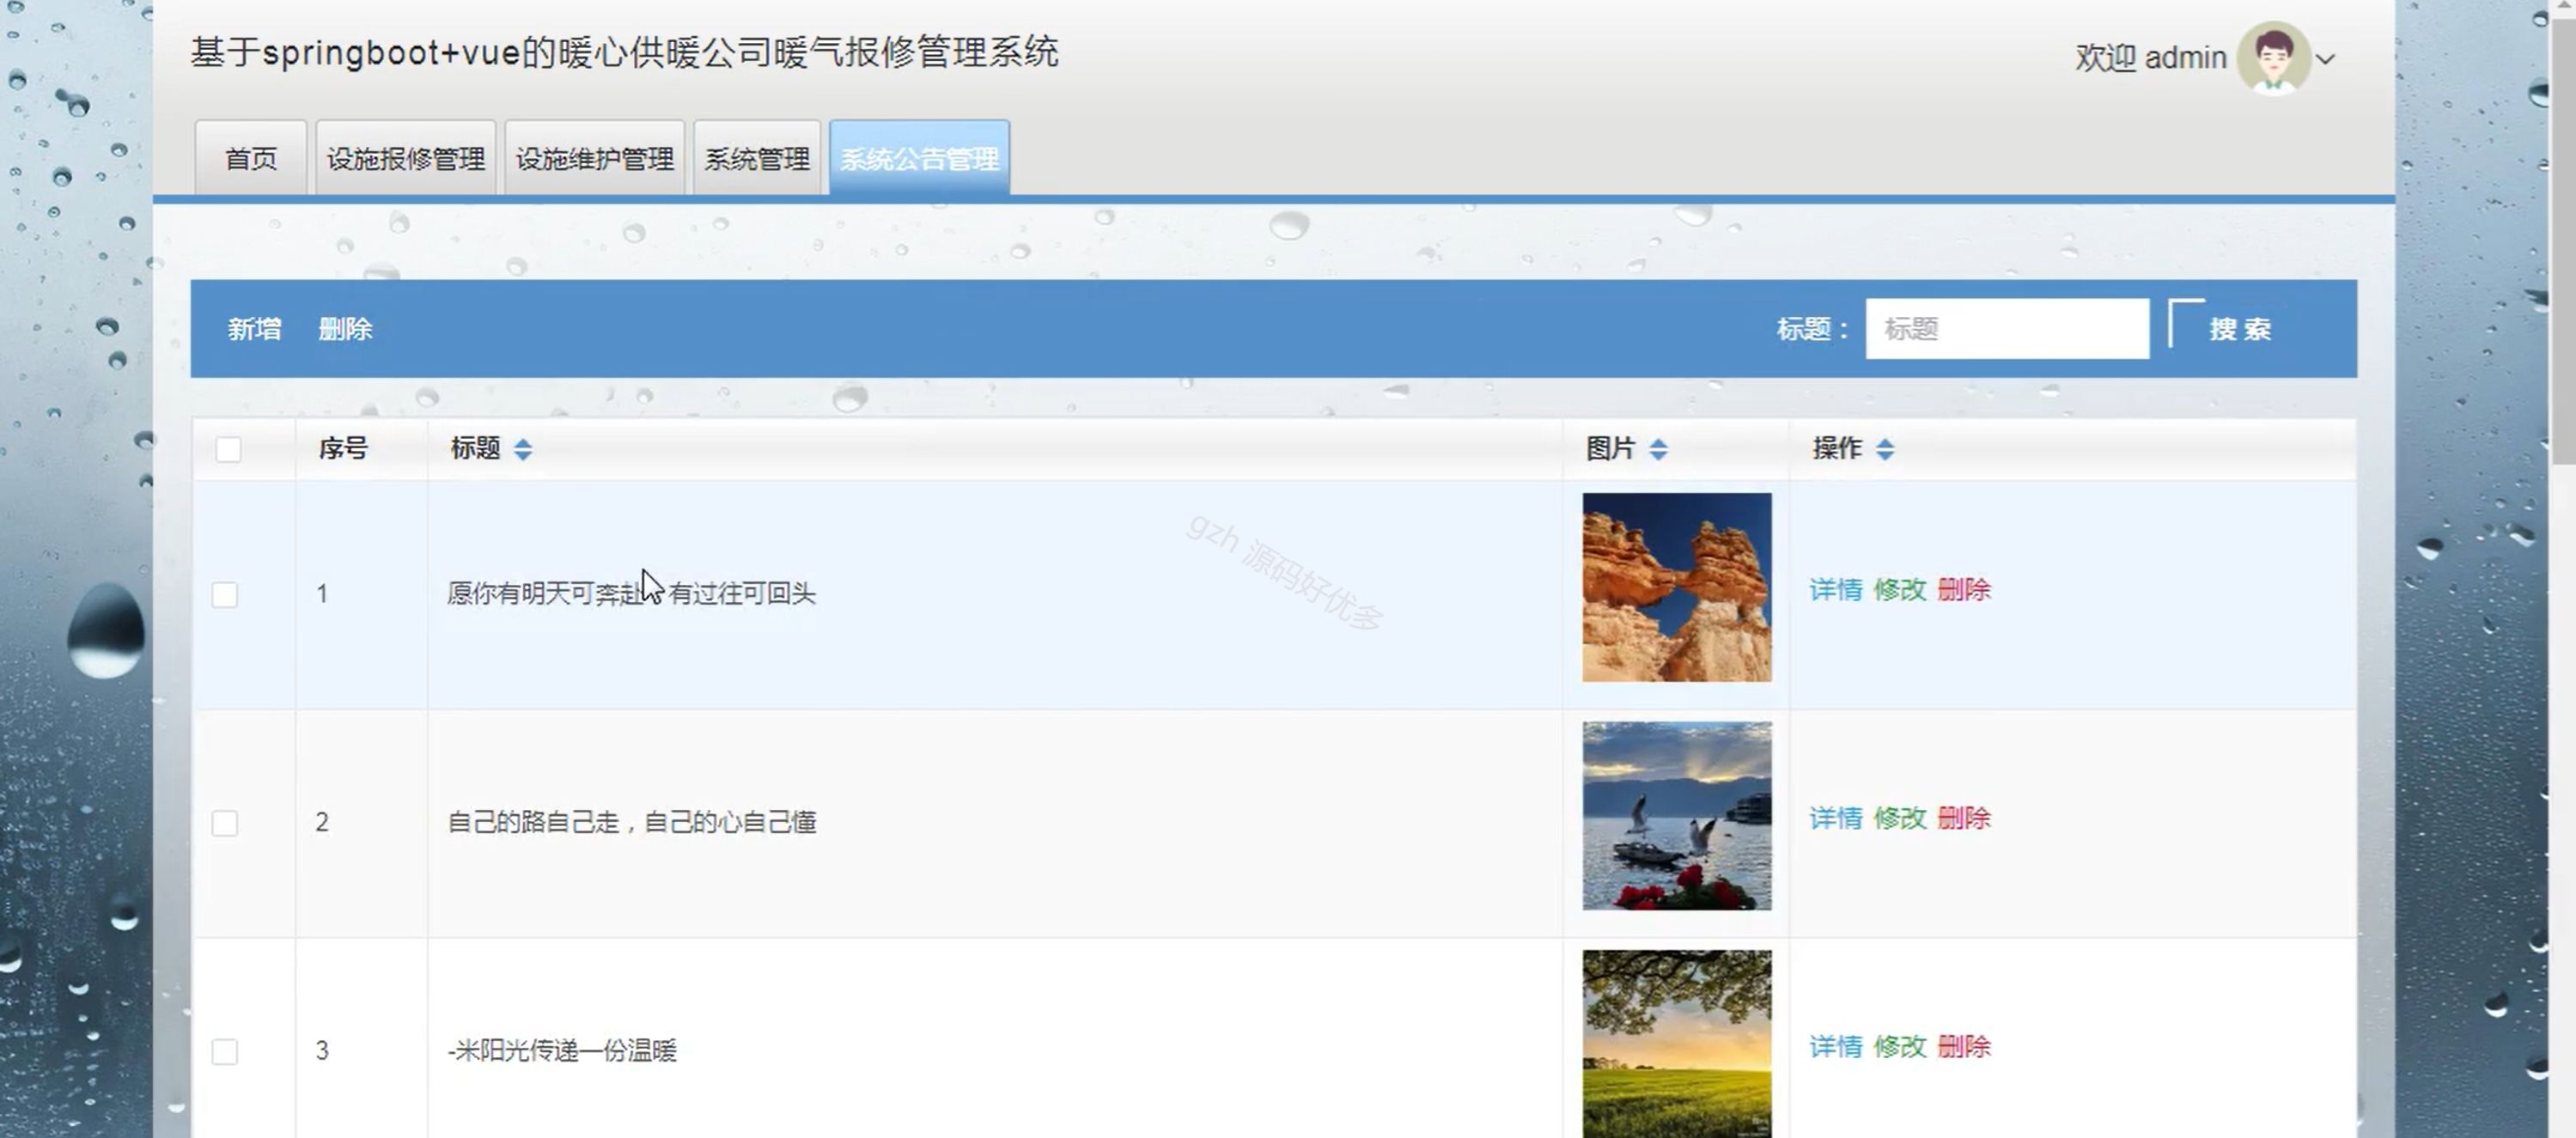 基于springboot+vue的暖心供暖公司暖气报修管理系统
欢迎 admin
首页 设施报修管理 设施维护管理 系统管理 系统公告管理
新增 删除 标题： 标题 搜 索
序号 标题 图片 操作
1 愿你有明天可奔赴 有过往可回头 详情 修改 删除
gzh 源码好优多
2 自己的路自己走，自己的心自己懂 详情 修改 删除
3 -米阳光传递一份温暖 详情 修改 删除